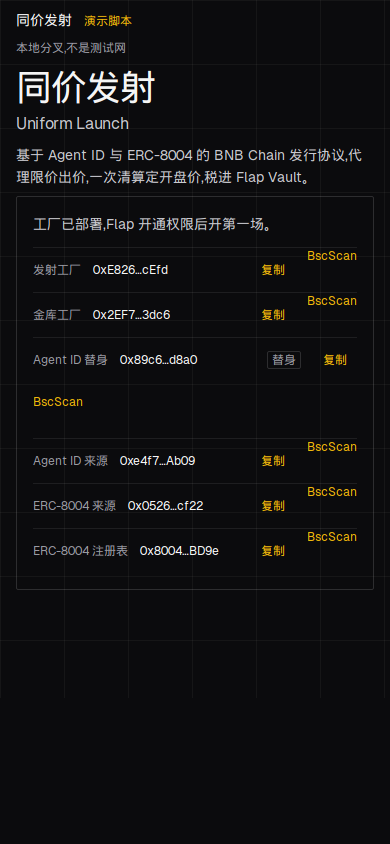 同价发射 演示脚本
本地分叉,不是测试网
同价发射
Uniform Launch
基于 Agent ID 与 ERC-8004 的 BNB Chain 发行协议,代
理限价出价,一次清算定开盘价,税进 Flap Vault。
工厂已部署,Flap 开通权限后开第一场。
发射工厂 0xE826…cEfd 复制 BscScan
金库工厂 0x2EF7…3dc6 复制 BscScan
Agent ID 替身 0x89c6…d8a0 替身 复制
BscScan
Agent ID 来源 0xe4f7…Ab09 复制 BscScan
ERC-8004 来源 0x0526…cf22 复制 BscScan
ERC-8004 注册表 0x8004…BD9e 复制 BscScan